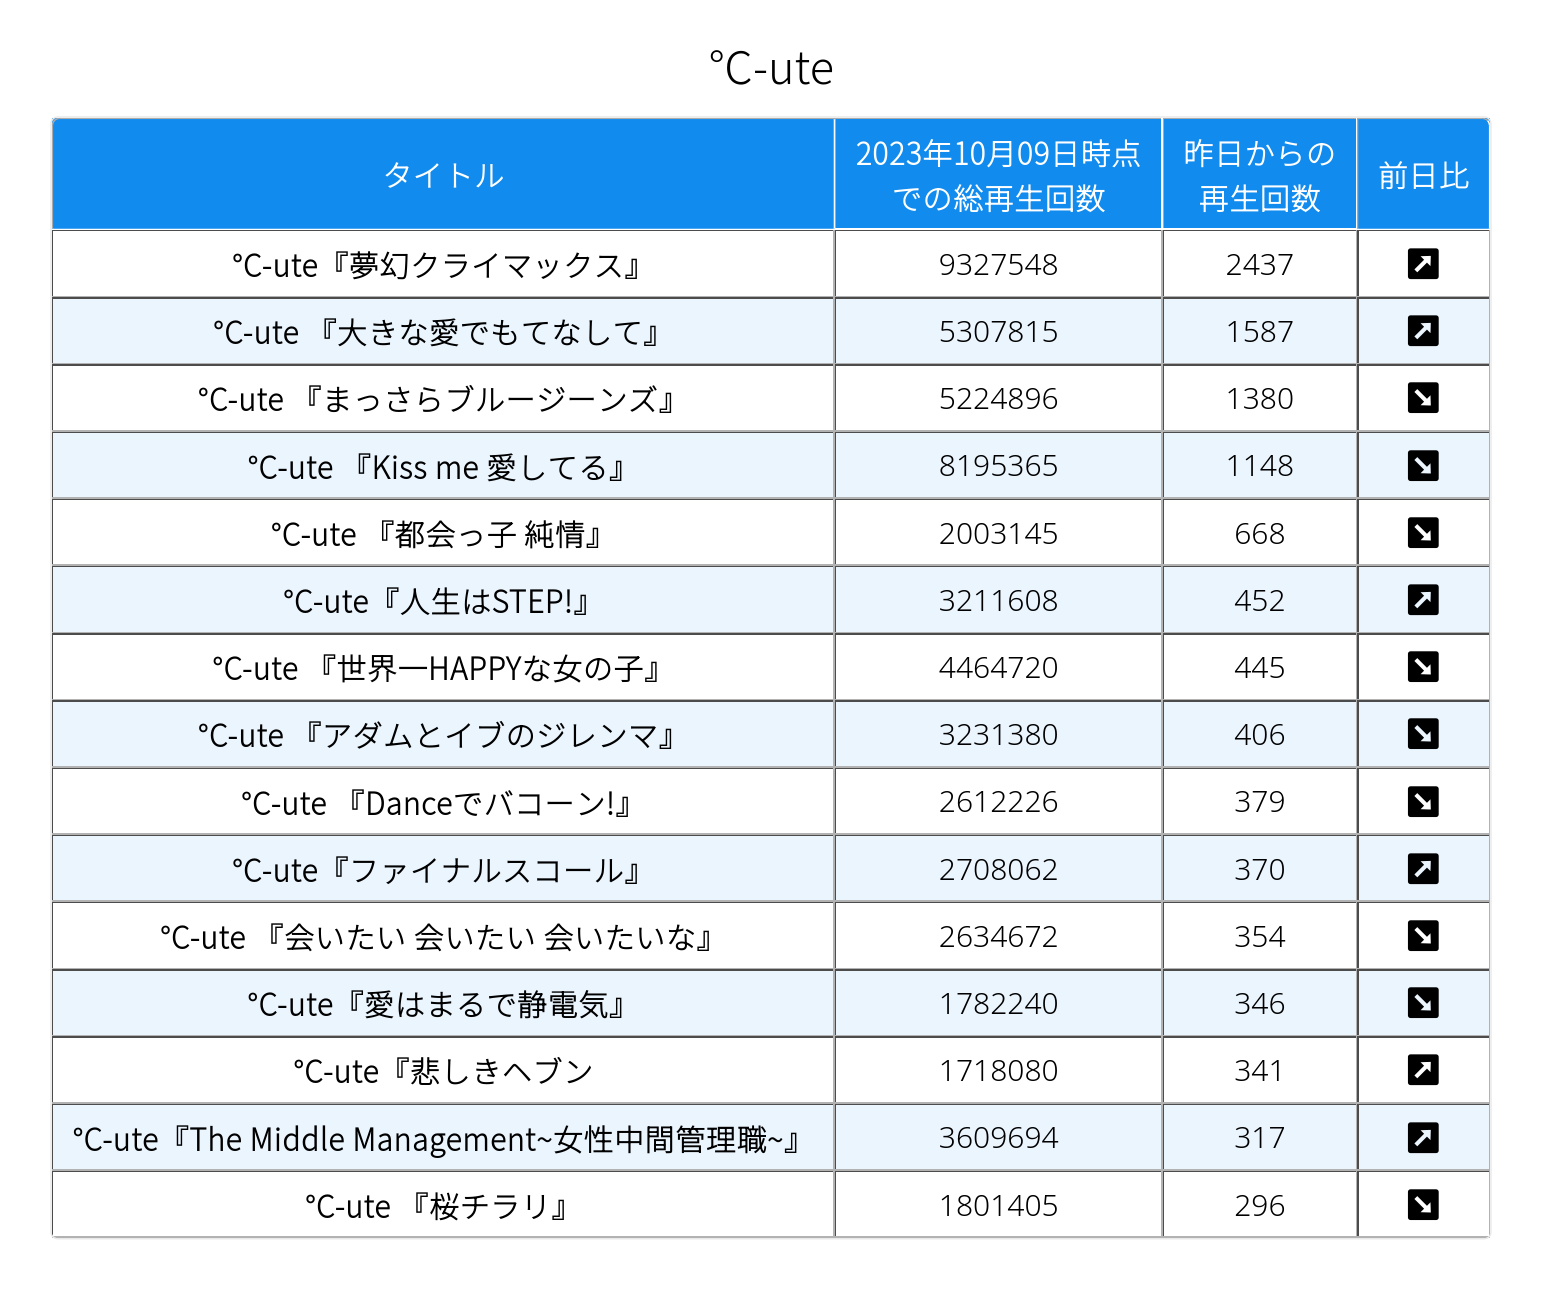 ℃-ute
タイトル
2023年10月09日時点
での総再生回数
昨日からの
再生回数
前日比
℃-ute『夢幻クライマックス』 9327548 2437
℃-ute 『大きな愛でもてなして』 5307815 1587
℃-ute 『まっさらブルージーンズ』 5224896 1380
℃-ute 『Kiss me 愛してる』 8195365 1148
℃-ute 『都会っ子 純情』 2003145 668
℃-ute『人生はSTEP!』 3211608 452
℃-ute 『世界一HAPPYな女の子』 4464720 445
℃-ute 『アダムとイブのジレンマ』 3231380 406
℃-ute 『Danceでバコーン!』 2612226 379
℃-ute『ファイナルスコール』 2708062 370
℃-ute 『会いたい 会いたい 会いたいな』 2634672 354
℃-ute『愛はまるで静電気』 1782240 346
℃-ute『悲しきヘブン 1718080 341
℃-ute『The Middle Management~女性中間管理職~』 3609694 317
℃-ute 『桜チラリ』 1801405 296